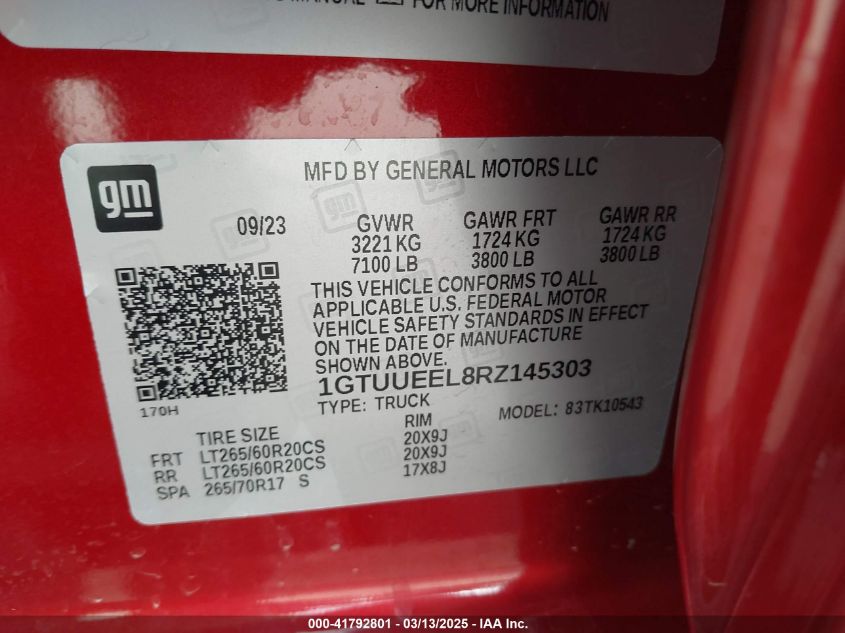 MANUAL FOR MORE INFORMATION
gm
MFD BY GENERAL MOTORS LLC
09/23 GVWR GAWR FRT GAWR RR
3221 KG 1724 KG 1724 KG
7100 LB 3800 LB 3800 LB
THIS VEHICLE CONFORMS TO ALL
APPLICABLE U.S. FEDERAL MOTOR
VEHICLE SAFETY STANDARDS IN EFFECT
ON THE DATE OF MANUFACTURE
SHOWN ABOVE.
1GTUUEEL8RZ145303
170H
TYPE: TRUCK MODEL: 83TK10543
TIRE SIZE RIM
FRT LT265/60R20CS 20X9J
RR LT265/60R20CS 20X9J
SPA 265/70R17 S 17X8J
000-41792801 - 03/13/2025 - IAA Inc.